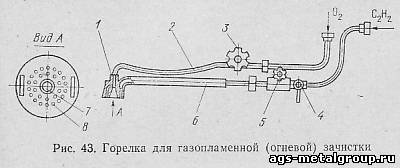 Вид А
1
2
3
O₂
C₂H₂
А
6
5
4
7
8
Рис. 43. Горелка для газопламенной (огневой) зачистки
ags-metalgroup.ru